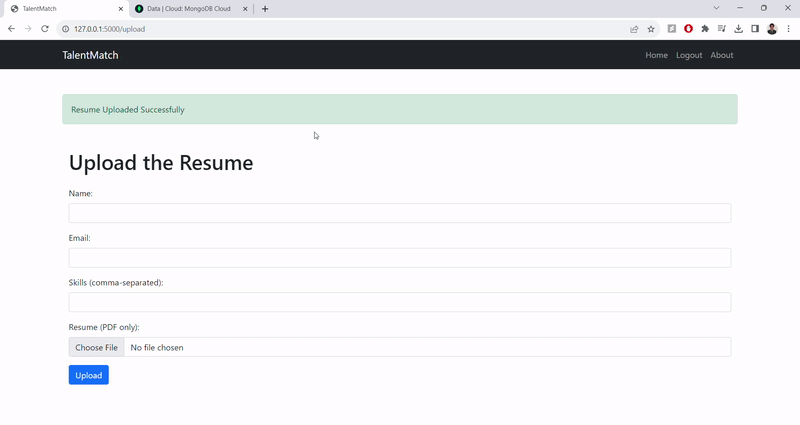 TalentMatch
Data | Cloud: MongoDB Cloud
127.0.0.1:5000/upload
TalentMatch Home Logout About
Resume Uploaded Successfully
Upload the Resume
Name:
Email:
Skills (comma-separated):
Resume (PDF only):
Choose File No file chosen
Upload